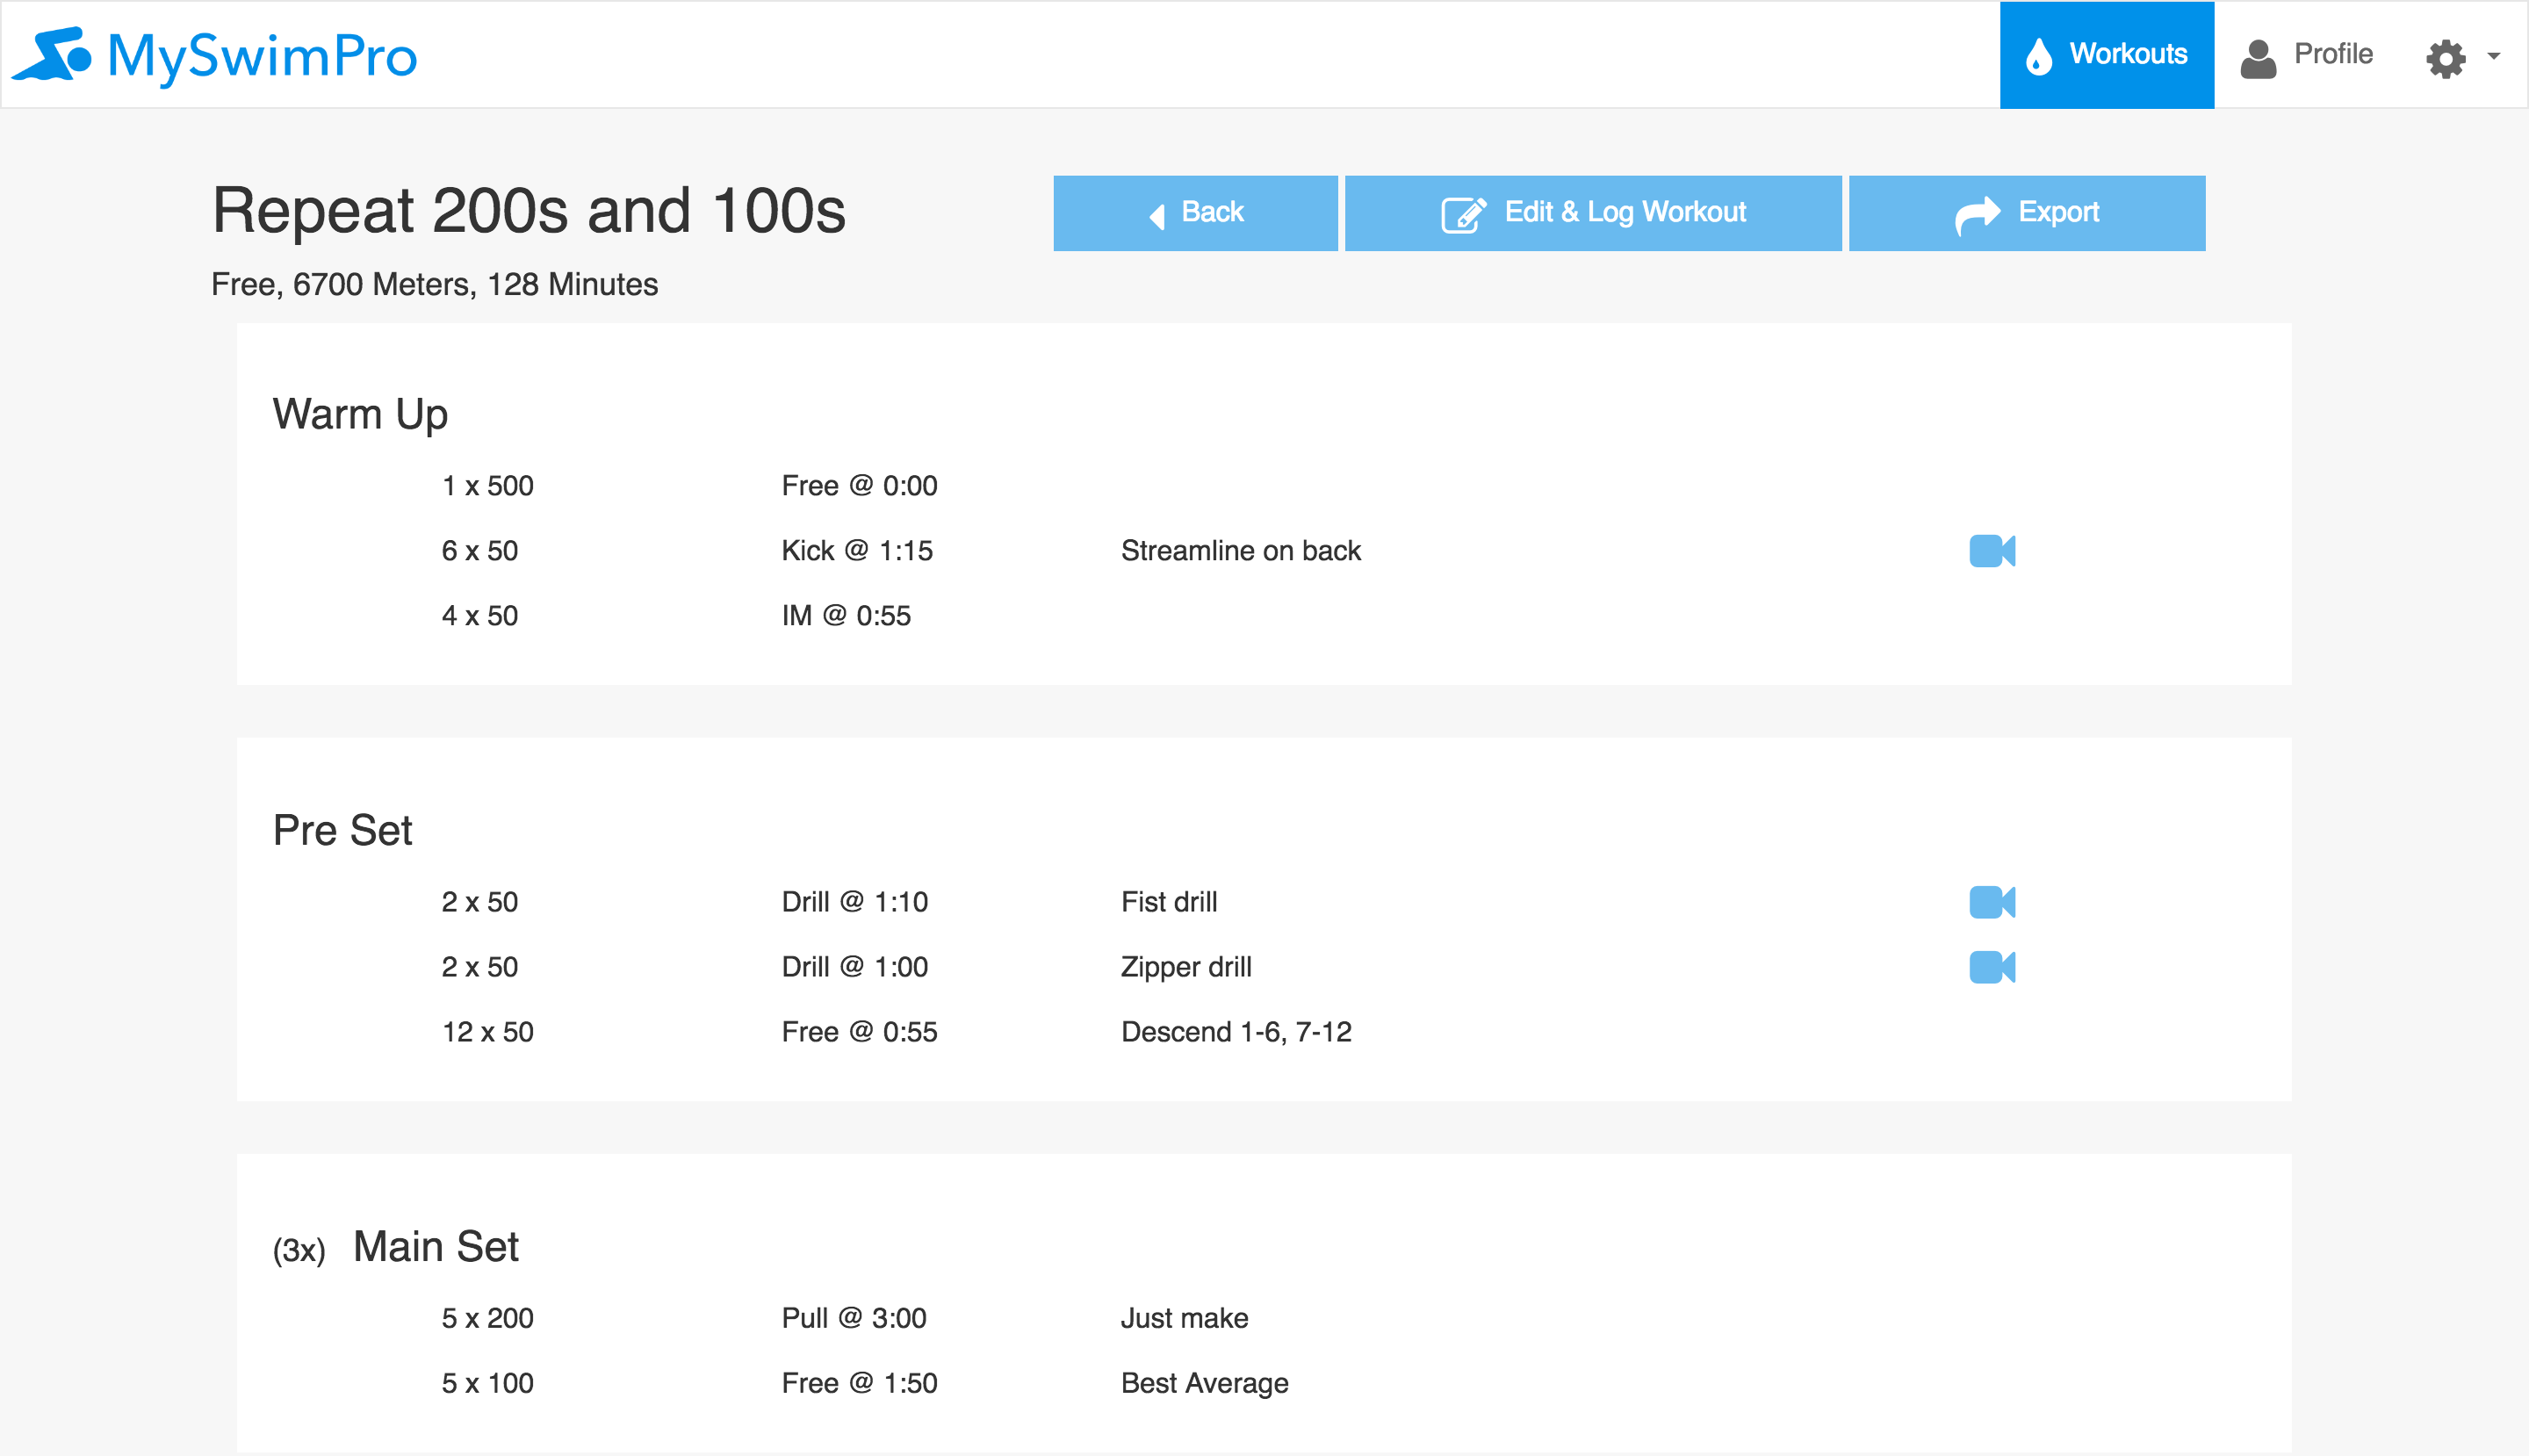 MySwimPro
Workouts
Profile
Repeat 200s and 100s
Back
Edit & Log Workout
Export
Free, 6700 Meters, 128 Minutes
Warm Up
1 x 500 Free @ 0:00
6 x 50 Kick @ 1:15 Streamline on back
4 x 50 IM @ 0:55
Pre Set
2 x 50 Drill @ 1:10 Fist drill
2 x 50 Drill @ 1:00 Zipper drill
12 x 50 Free @ 0:55 Descend 1-6, 7-12
(3x) Main Set
5 x 200 Pull @ 3:00 Just make
5 x 100 Free @ 1:50 Best Average